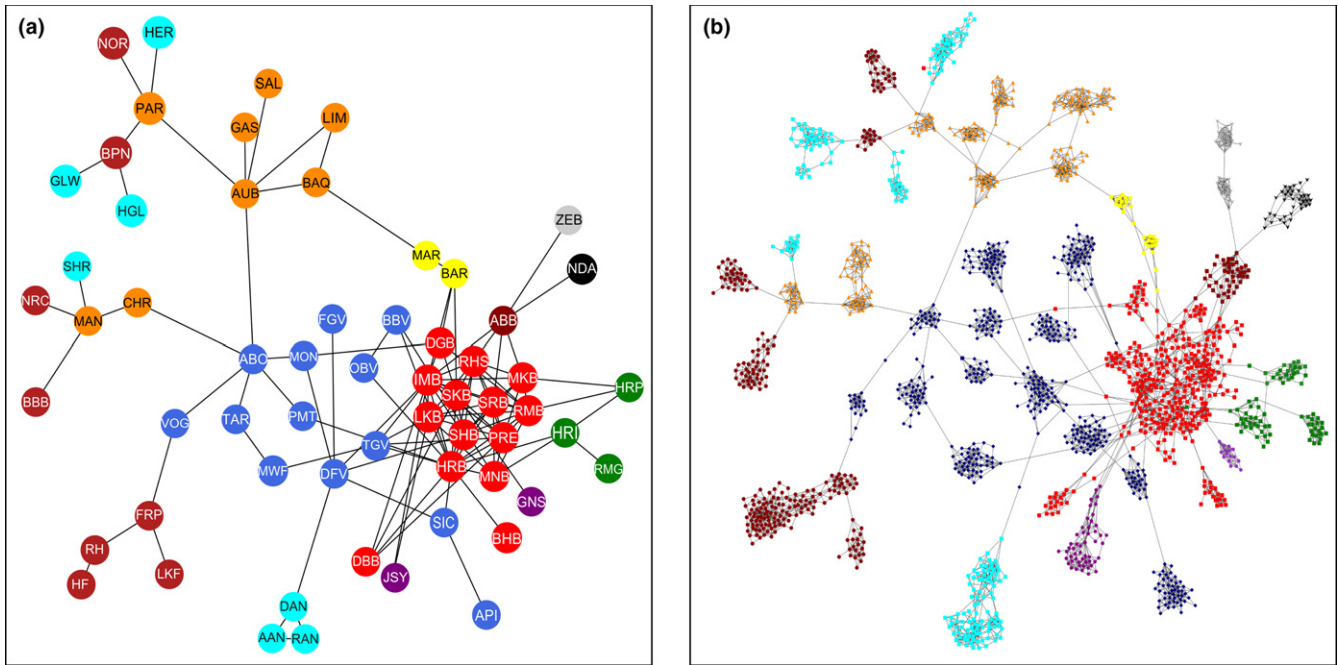 (a)
(b)
HER
NOR
SAL
PAR
LIM
GAS
BPN
GLW
AUB
BAQ
HGL
ZEB
MAR
SHR
BAR
NDA
NRC
CHR
MAN
FGV
BBV
ABB
DGB
ABO
MON
RHS
OBV
IMB
MKB
HRP
BBB
SKB
SRB
RMB
LKB
VOG
TAR
PMT
SHB
PRE
HRI
TGV
MWF
DFV
HRB
MNB
RMG
GNS
FRP
SIC
BHB
RH
DBB
LKF
HF
JSY
DAN
API
AAN
RAN